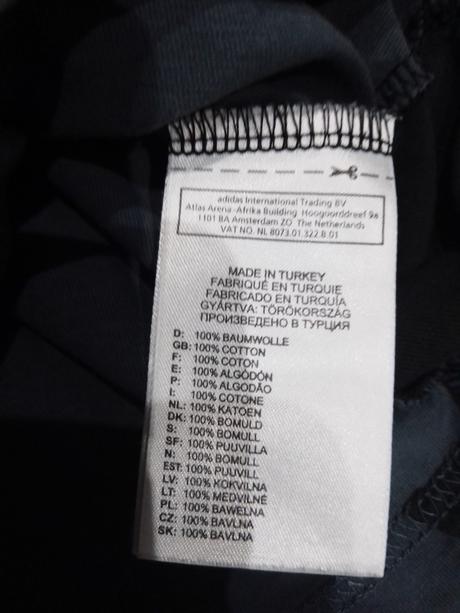 adidas International Trading BV
Atlas Arena-Afrika Building Hoogoorddreef 9a
1101 BA Amsterdam ZO The Netherlands
VAT NO. NL 8073.01.322.B.01
MADE IN TURKEY
FABRIQUÉ EN TURQUIE
FABRICADO EN TURQUÍA
GYÁRTVA: TÖRÖKORSZÁG
ПРОИЗВЕДЕНО В ТУРЦИЯ
D: 100% BAUMWOLLE
GB: 100% COTTON
F: 100% COTON
E: 100% ALGODÓN
P: 100% ALGODÃO
I: 100% COTONE
NL: 100% KATOEN
DK: 100% BOMULD
S: 100% BOMULL
SF: 100% PUUVILLA
N: 100% BOMULL
EST: 100% PUUVILL
LV: 100% KOKVILNA
LT: 100% MEDVILNĖ
PL: 100% BAWEŁNA
CZ: 100% BAVLNA
SK: 100% BAVLNA